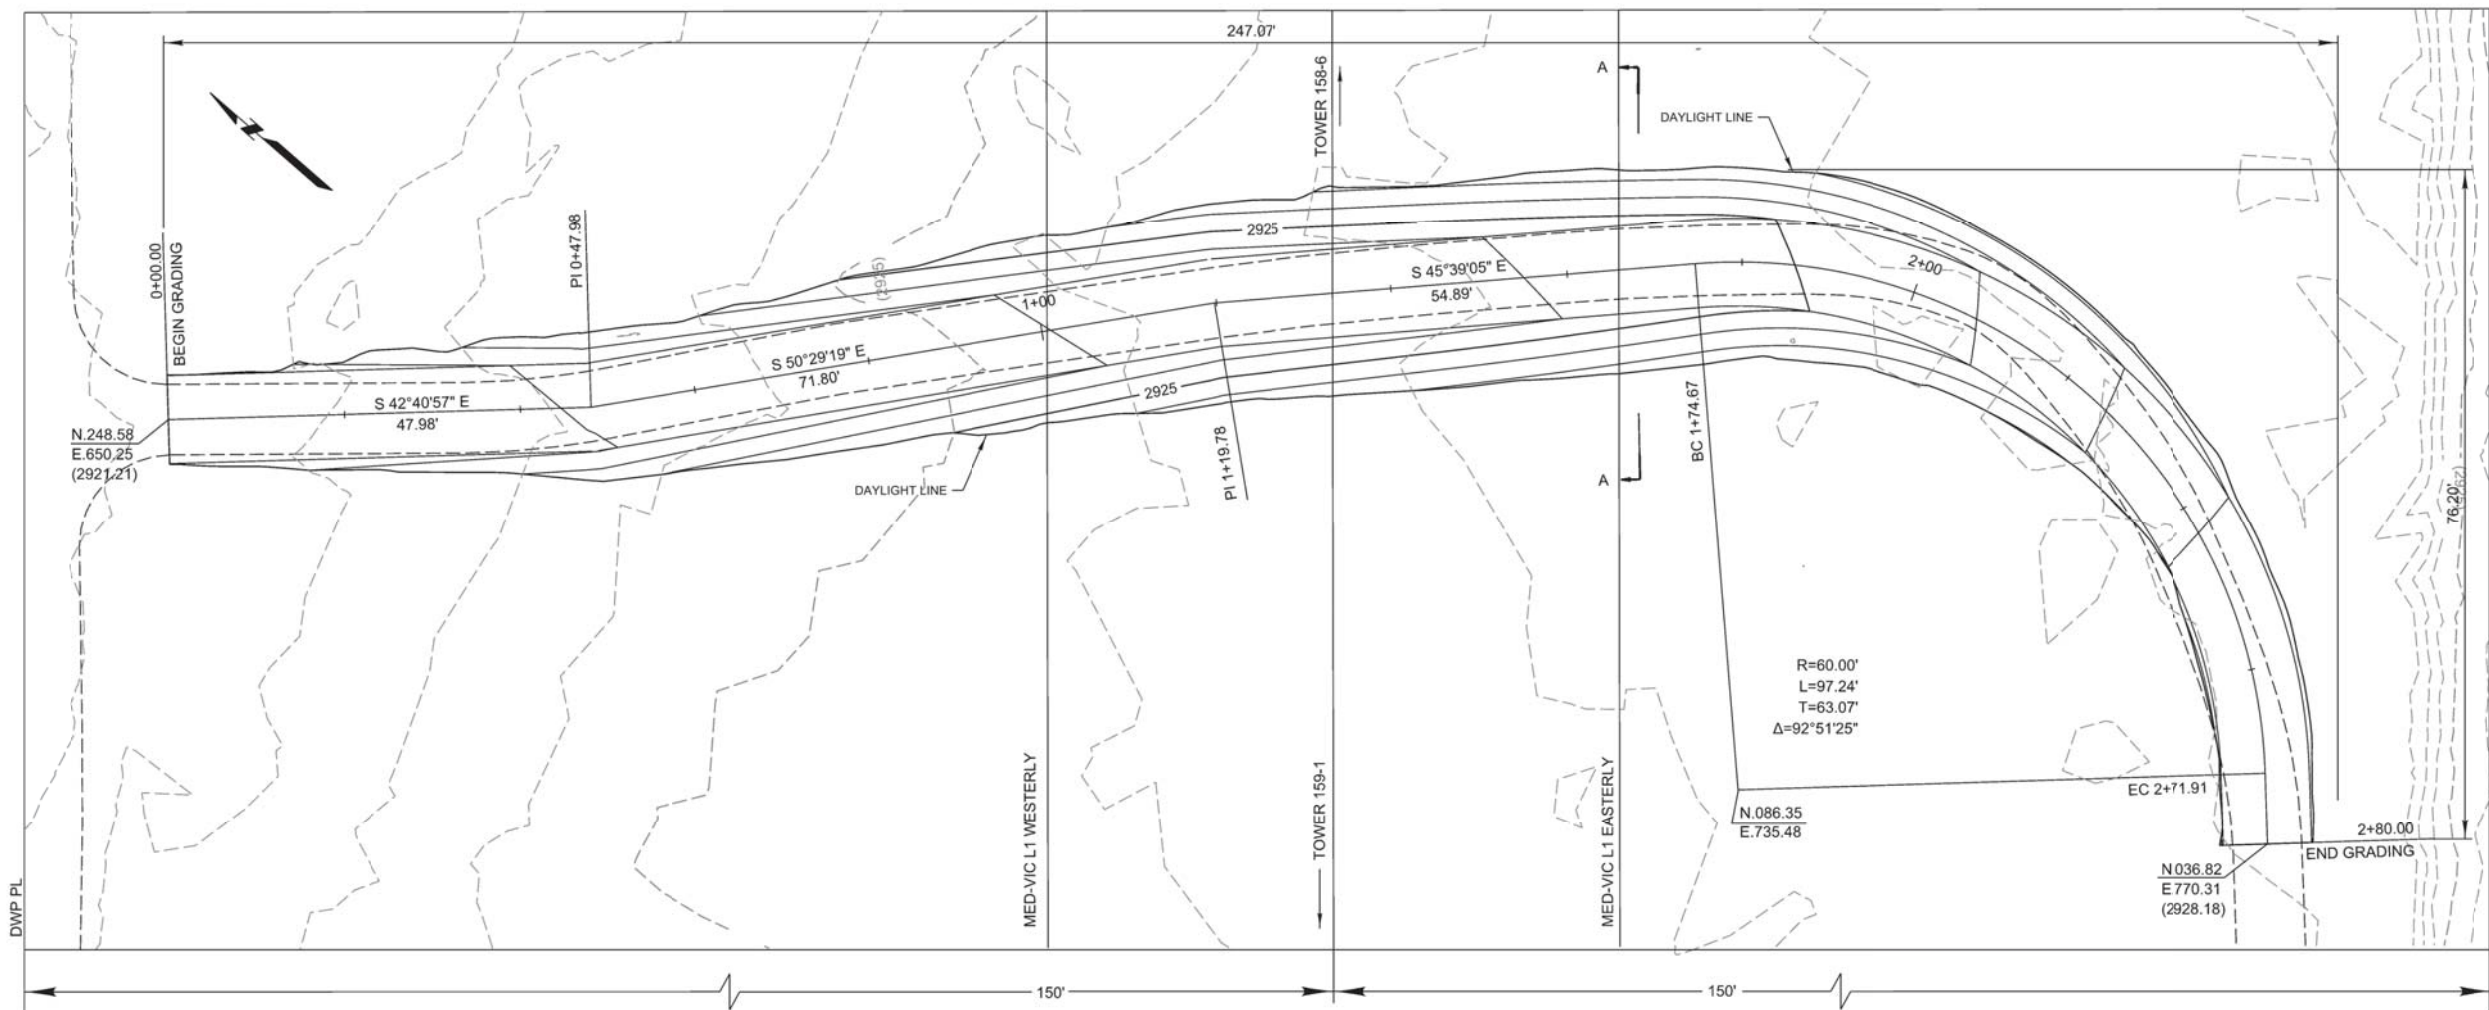 247.07'
TOWER 158-6
A
DAYLIGHT LINE
0+00.00
BEGIN GRADING
PI 0+47.98
(2925)
2925
1+00
S 45°39'05" E
54.89'
2+00
S 50°29'19" E
71.80'
S 42°40'57" E
47.98'
2925
N.248.58
E.650.25
(2921.21)
DAYLIGHT LINE
PI 1+19.78
A
BC 1+74.67
76.20'
R=60.00'
L=97.24'
T=63.07'
Δ=92°51'25"
MED-VIC L1 WESTERLY
TOWER 159-1
MED-VIC L1 EASTERLY
EC 2+71.91
N.086.35
E.735.48
2+80.00
END GRADING
N 036.82
E 770.31
(2928.18)
DWP PL
150'
150'